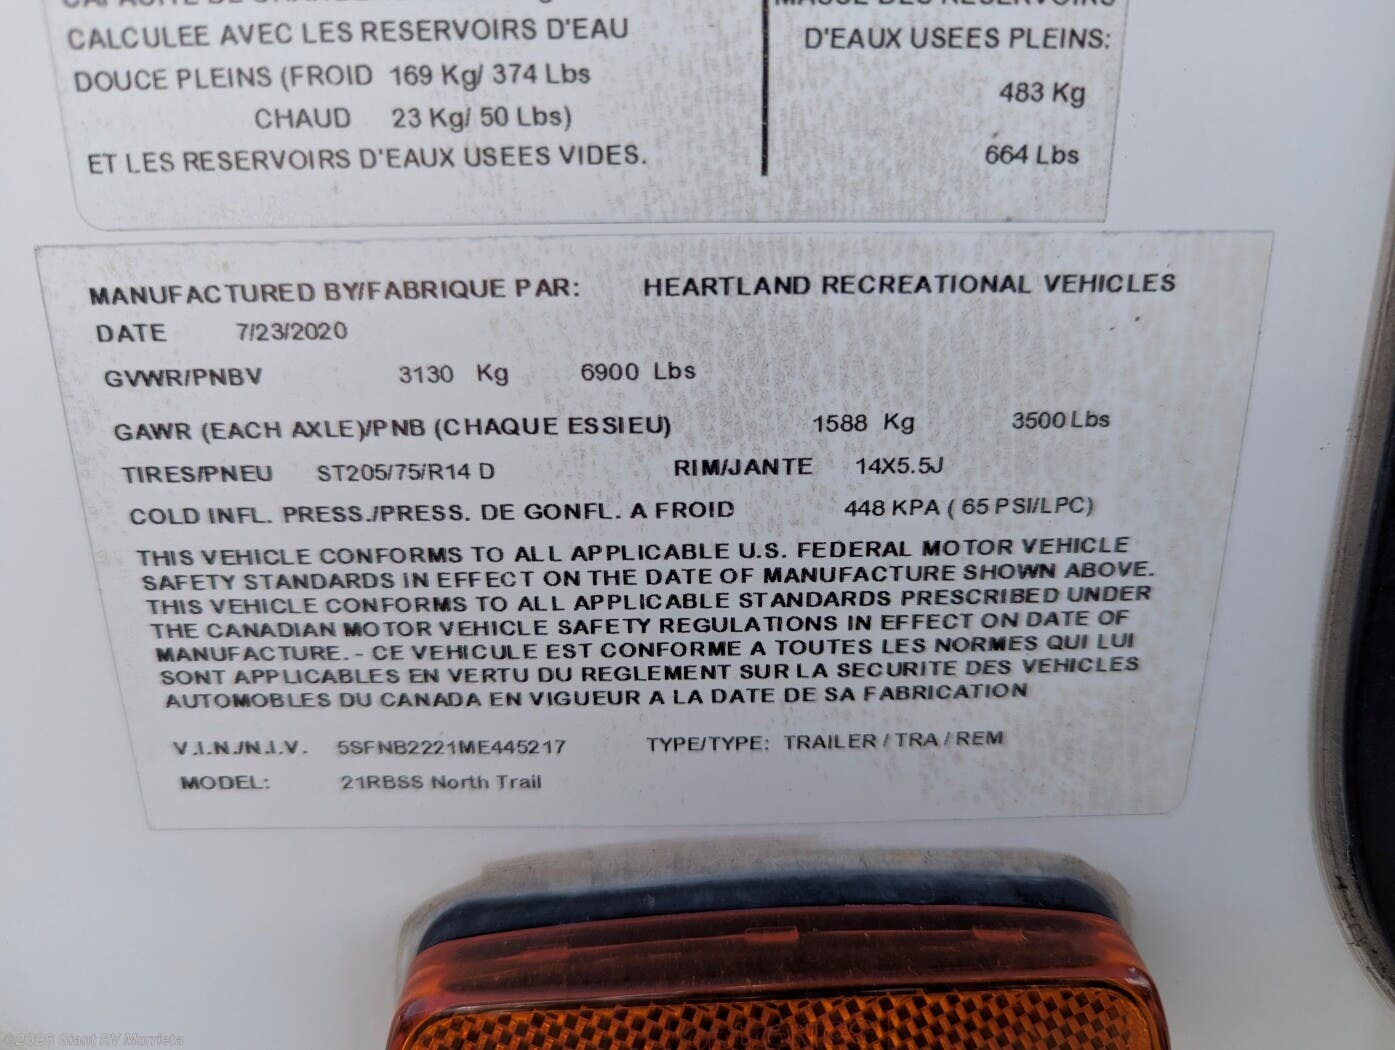 CALCULEE AVEC LES RESERVOIRS D'EAU
DOUCE PLEINS (FROID 169 Kg/ 374 Lbs
CHAUD 23 Kg/ 50 Lbs)
ET LES RESERVOIRS D'EAUX USEES VIDES.
MASSE DES RESERVOIRS
D'EAUX USEES PLEINS:
483 Kg
664 Lbs
MANUFACTURED BY/FABRIQUE PAR: HEARTLAND RECREATIONAL VEHICLES
DATE 7/23/2020
GVWR/PNBV 3130 Kg 6900 Lbs
GAWR (EACH AXLE)/PNB (CHAQUE ESSIEU) 1588 Kg 3500 Lbs
TIRES/PNEU ST205/75/R14 D RIM/JANTE 14X5.5J
COLD INFL. PRESS./PRESS. DE GONFL. A FROID 448 KPA ( 65 PSI/LPC)
THIS VEHICLE CONFORMS TO ALL APPLICABLE U.S. FEDERAL MOTOR VEHICLE
SAFETY STANDARDS IN EFFECT ON THE DATE OF MANUFACTURE SHOWN ABOVE.
THIS VEHICLE CONFORMS TO ALL APPLICABLE STANDARDS PRESCRIBED UNDER
THE CANADIAN MOTOR VEHICLE SAFETY REGULATIONS IN EFFECT ON DATE OF
MANUFACTURE. - CE VEHICULE EST CONFORME A TOUTES LES NORMES QUI LUI
SONT APPLICABLES EN VERTU DU REGLEMENT SUR LA SECURITE DES VEHICLES
AUTOMOBLES DU CANADA EN VIGUEUR A LA DATE DE SA FABRICATION
V.I.N./N.I.V. 5SFNB2221ME445217 TYPE/TYPE: TRAILER / TRA / REM
MODEL: 21RBSS North Trail
©2026 Giant RV Murrieta